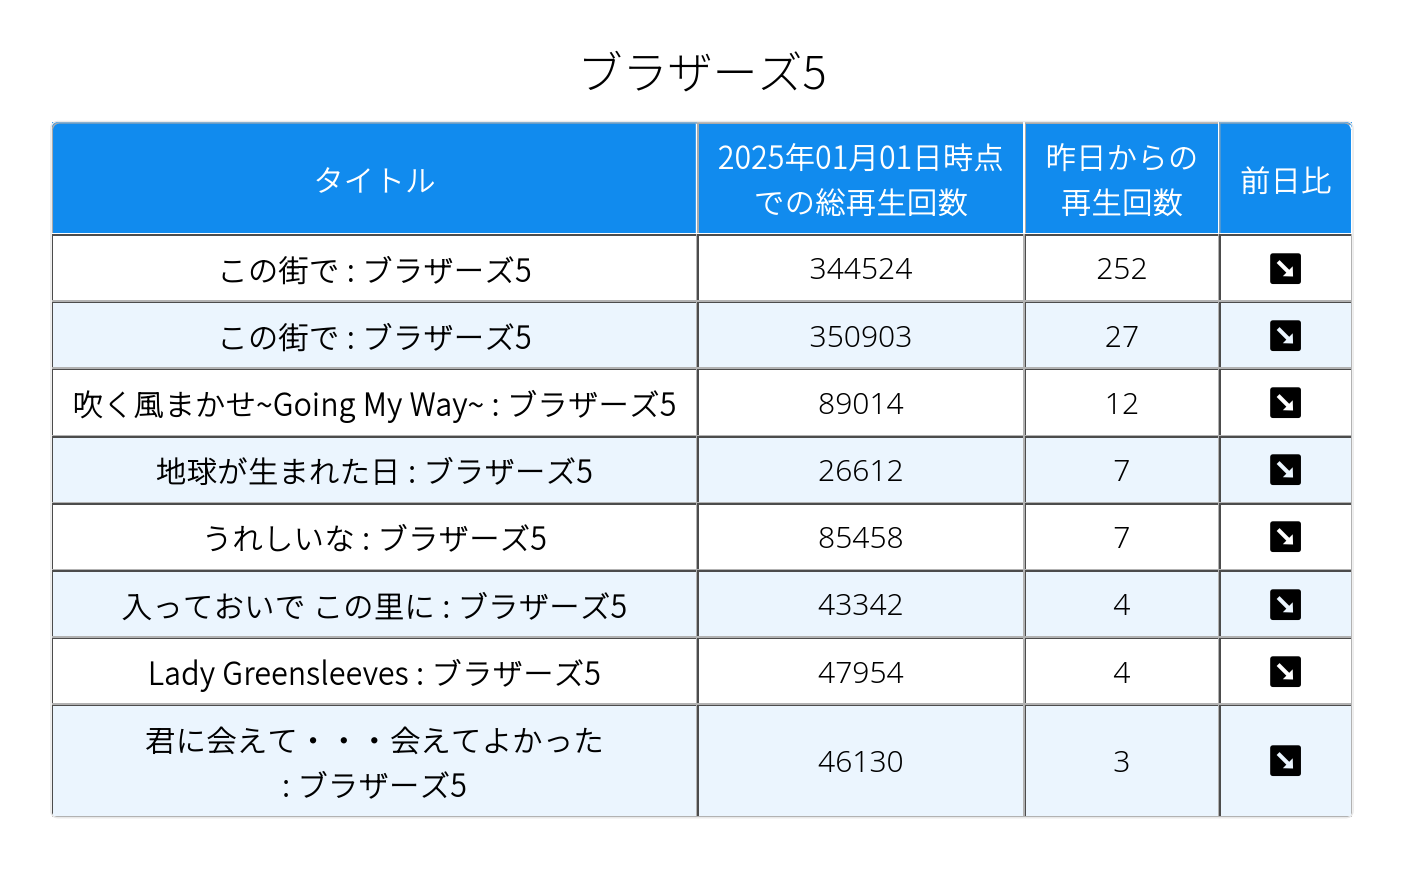 ブラザーズ5
タイトル
2025年01月01日時点
での総再生回数
昨日からの
再生回数
前日比
この街で : ブラザーズ5
344524
252
この街で : ブラザーズ5
350903
27
吹く風まかせ~Going My Way~ : ブラザーズ5
89014
12
地球が生まれた日 : ブラザーズ5
26612
7
うれしいな : ブラザーズ5
85458
7
入っておいで この里に : ブラザーズ5
43342
4
Lady Greensleeves : ブラザーズ5
47954
4
君に会えて・・・会えてよかった
: ブラザーズ5
46130
3